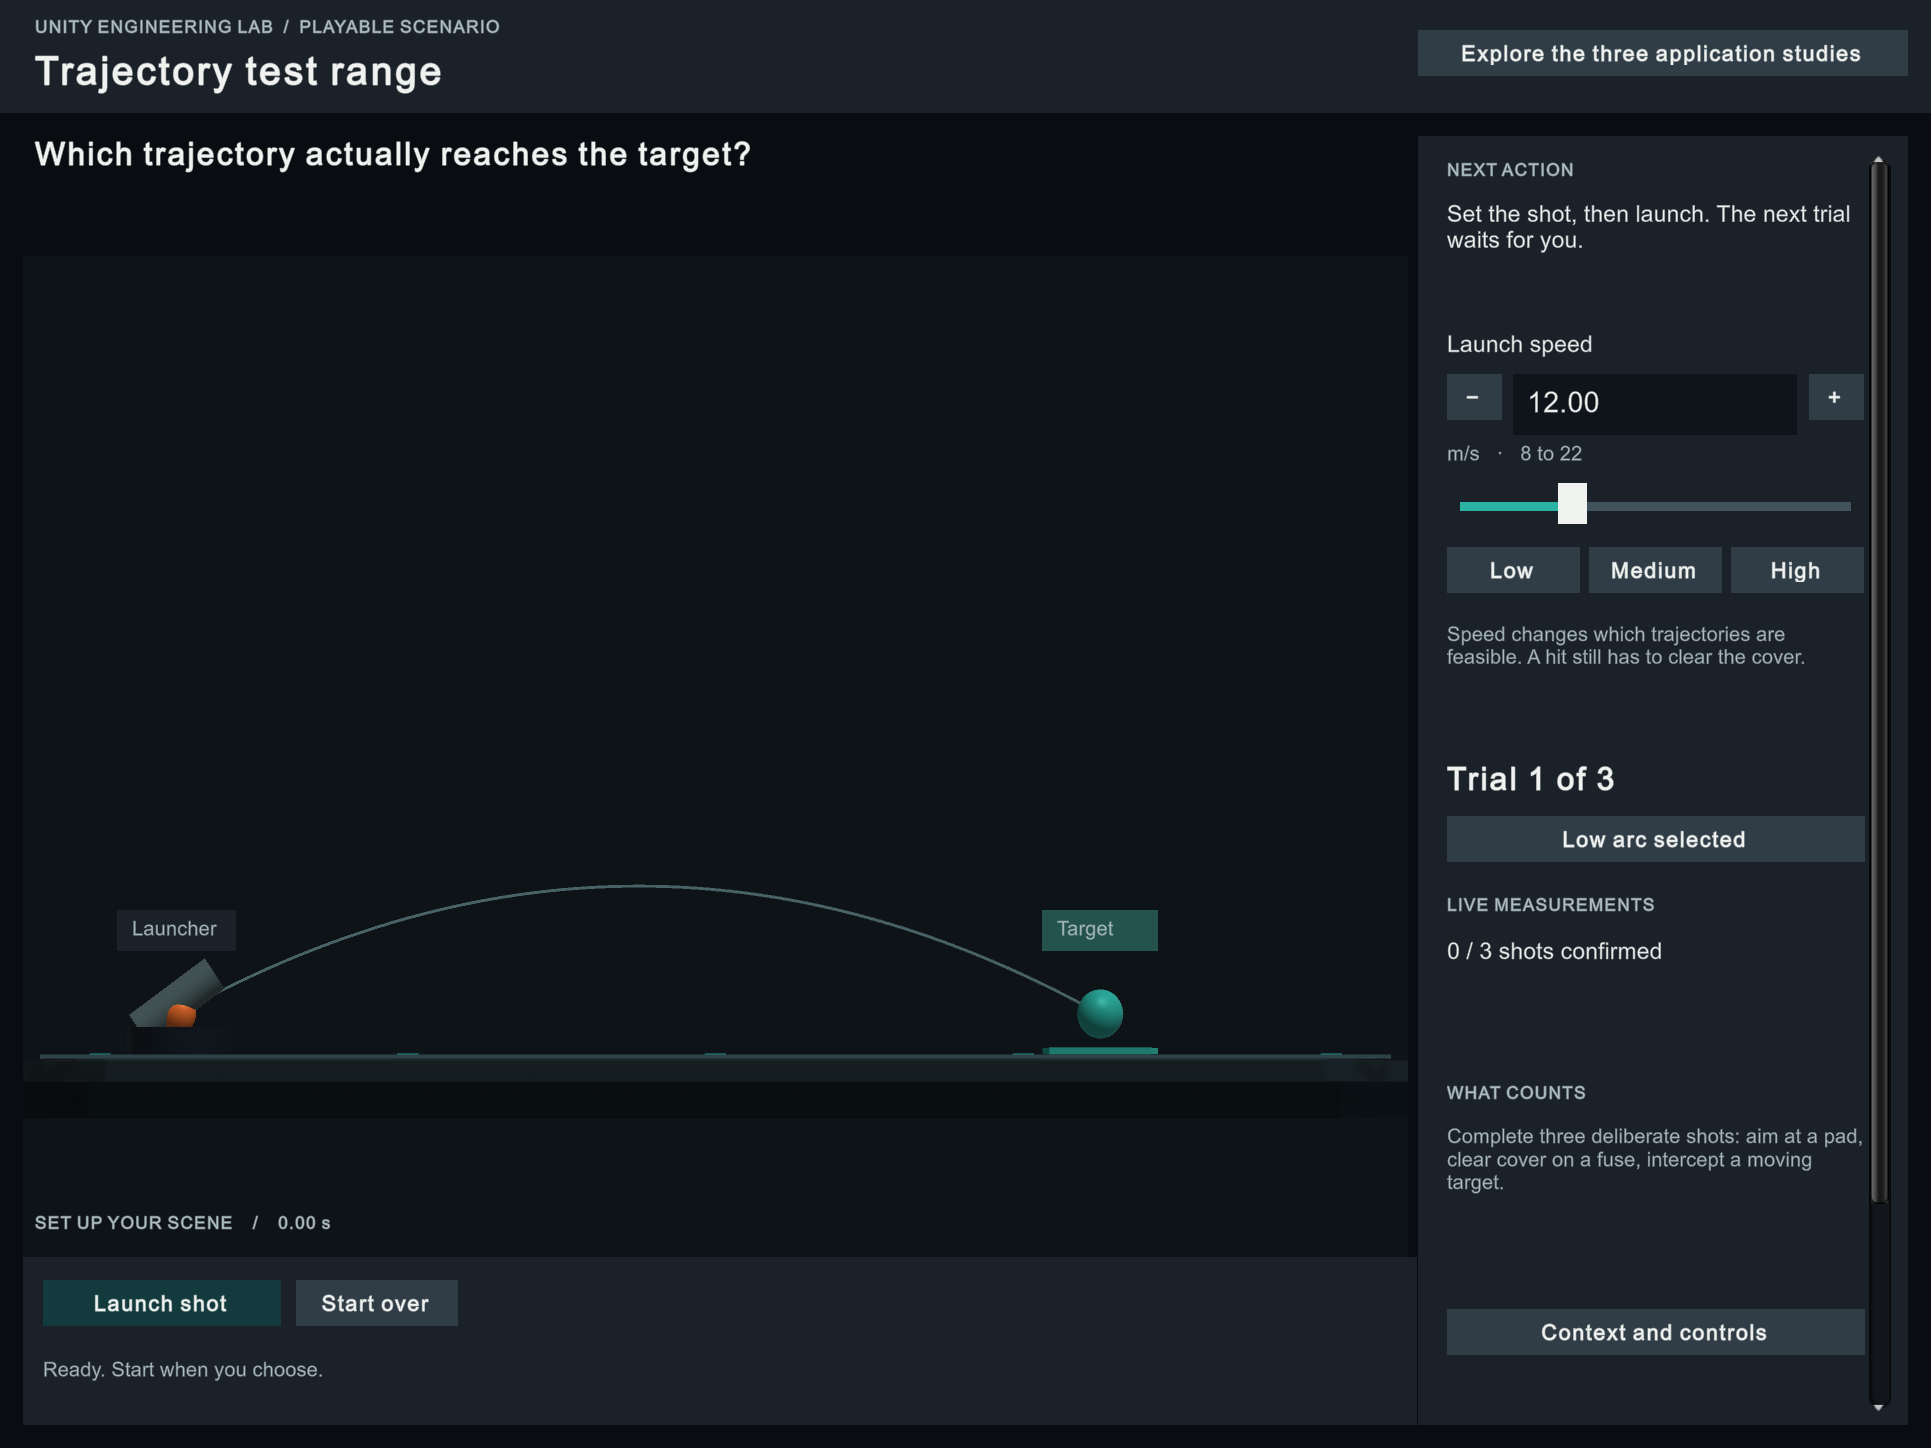 UNITY ENGINEERING LAB / PLAYABLE SCENARIO
Trajectory test range
Explore the three application studies
Which trajectory actually reaches the target?
NEXT ACTION
Set the shot, then launch. The next trial
waits for you.
Launch speed
-
12.00
+
m/s · 8 to 22
Low
Medium
High
Speed changes which trajectories are
feasible. A hit still has to clear the cover.
Trial 1 of 3
Low arc selected
LIVE MEASUREMENTS
0 / 3 shots confirmed
WHAT COUNTS
Complete three deliberate shots: aim at a pad,
clear cover on a fuse, intercept a moving
target.
Context and controls
Launcher
Target
SET UP YOUR SCENE / 0.00 s
Launch shot
Start over
Ready. Start when you choose.